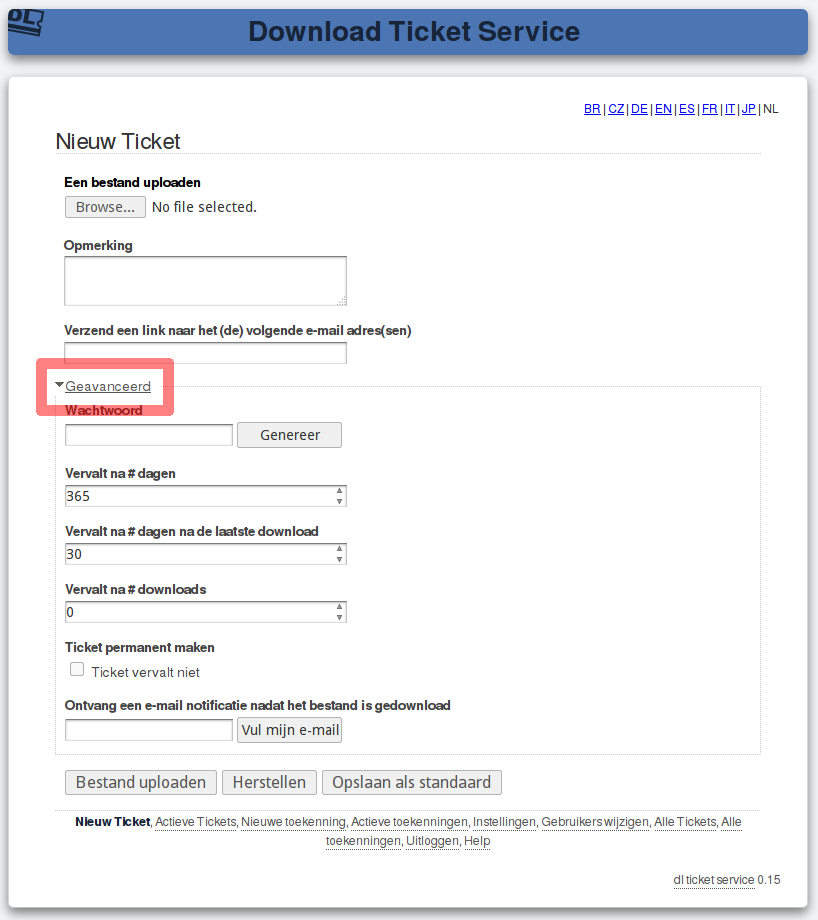 DL
Download Ticket Service
BR | CZ | DE | EN | ES | FR | IT | JP | NL
Nieuw Ticket
Een bestand uploaden
Browse... No file selected.
Opmerking
Verzend een link naar het (de) volgende e-mail adres(sen)
Geavanceerd
Wachtwoord
Genereer
Vervalt na # dagen
365
Vervalt na # dagen na de laatste download
30
Vervalt na # downloads
0
Ticket permanent maken
Ticket vervalt niet
Ontvang een e-mail notificatie nadat het bestand is gedownload
Vul mijn e-mail
Bestand uploaden Herstellen Opslaan als standaard
Nieuw Ticket, Actieve Tickets, Nieuwe toekenning, Actieve toekenningen, Instellingen, Gebruikers wijzigen, Alle Tickets, Alle
toekenningen, Uitloggen, Help
dl ticket service 0.15